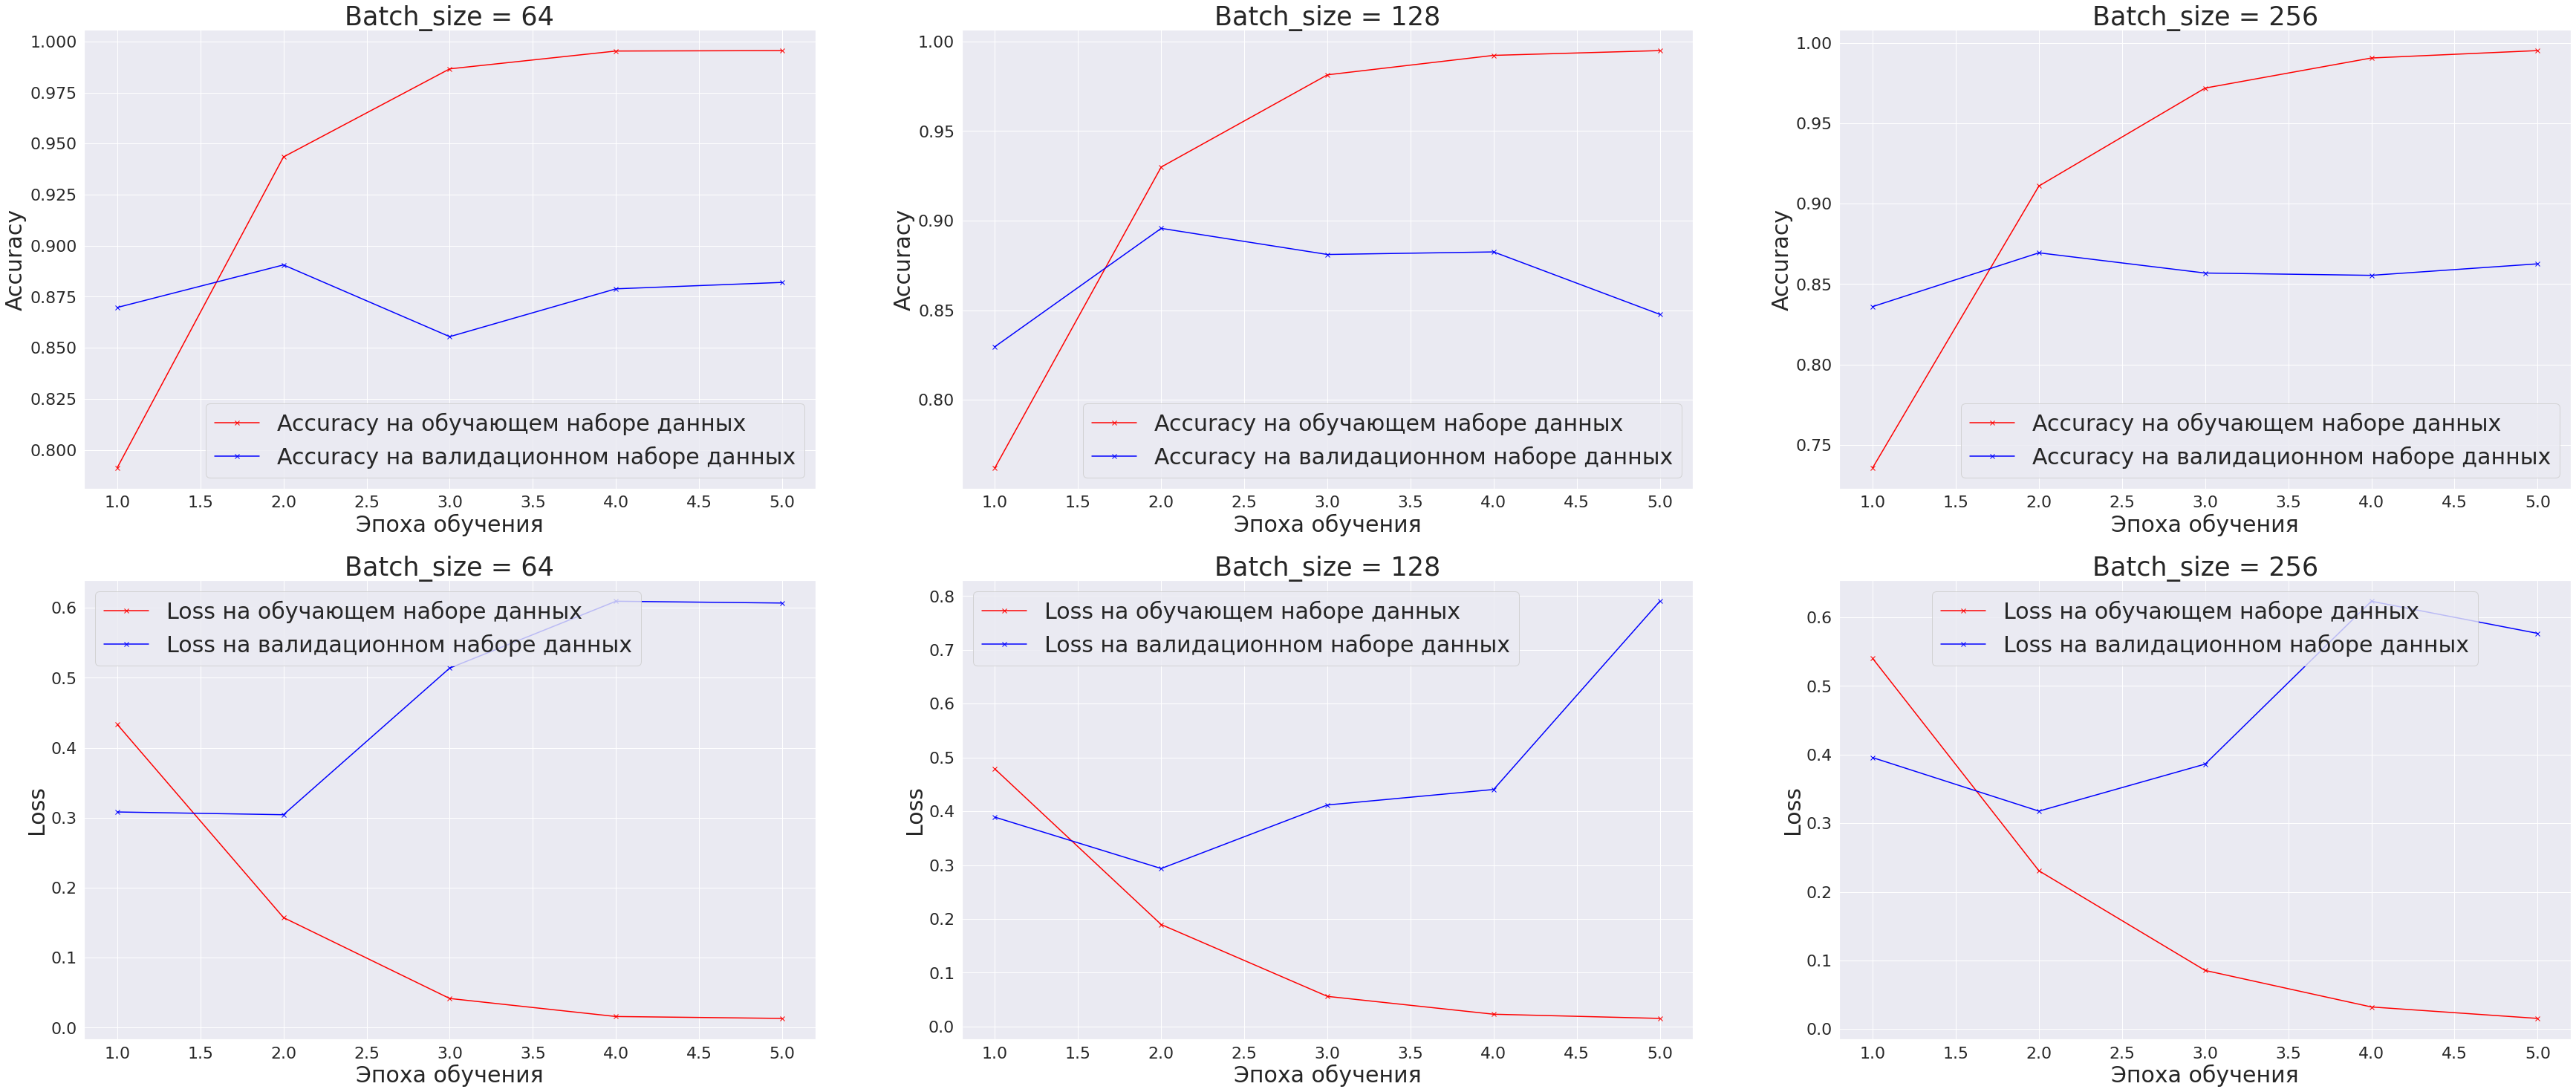 Batch_size = 64
1.000
0.975
0.950
0.925
0.900
0.875
0.850
0.825
0.800
Accuracy
Accuracy на обучающем наборе данных
Accuracy на валидационном наборе данных
1.0 1.5 2.0 2.5 3.0 3.5 4.0 4.5 5.0
Эпоха обучения
Batch_size = 128
1.00
0.95
0.90
0.85
0.80
Accuracy
Accuracy на обучающем наборе данных
Accuracy на валидационном наборе данных
1.0 1.5 2.0 2.5 3.0 3.5 4.0 4.5 5.0
Эпоха обучения
Batch_size = 256
1.00
0.95
0.90
0.85
0.80
0.75
Accuracy
Accuracy на обучающем наборе данных
Accuracy на валидационном наборе данных
1.0 1.5 2.0 2.5 3.0 3.5 4.0 4.5 5.0
Эпоха обучения
Batch_size = 64
Loss на обучающем наборе данных
Loss на валидационном наборе данных
0.6
0.5
0.4
0.3
0.2
0.1
0.0
Loss
1.0 1.5 2.0 2.5 3.0 3.5 4.0 4.5 5.0
Эпоха обучения
Batch_size = 128
Loss на обучающем наборе данных
Loss на валидационном наборе данных
0.8
0.7
0.6
0.5
0.4
0.3
0.2
0.1
0.0
Loss
1.0 1.5 2.0 2.5 3.0 3.5 4.0 4.5 5.0
Эпоха обучения
Batch_size = 256
Loss на обучающем наборе данных
Loss на валидационном наборе данных
0.6
0.5
0.4
0.3
0.2
0.1
0.0
Loss
1.0 1.5 2.0 2.5 3.0 3.5 4.0 4.5 5.0
Эпоха обучения